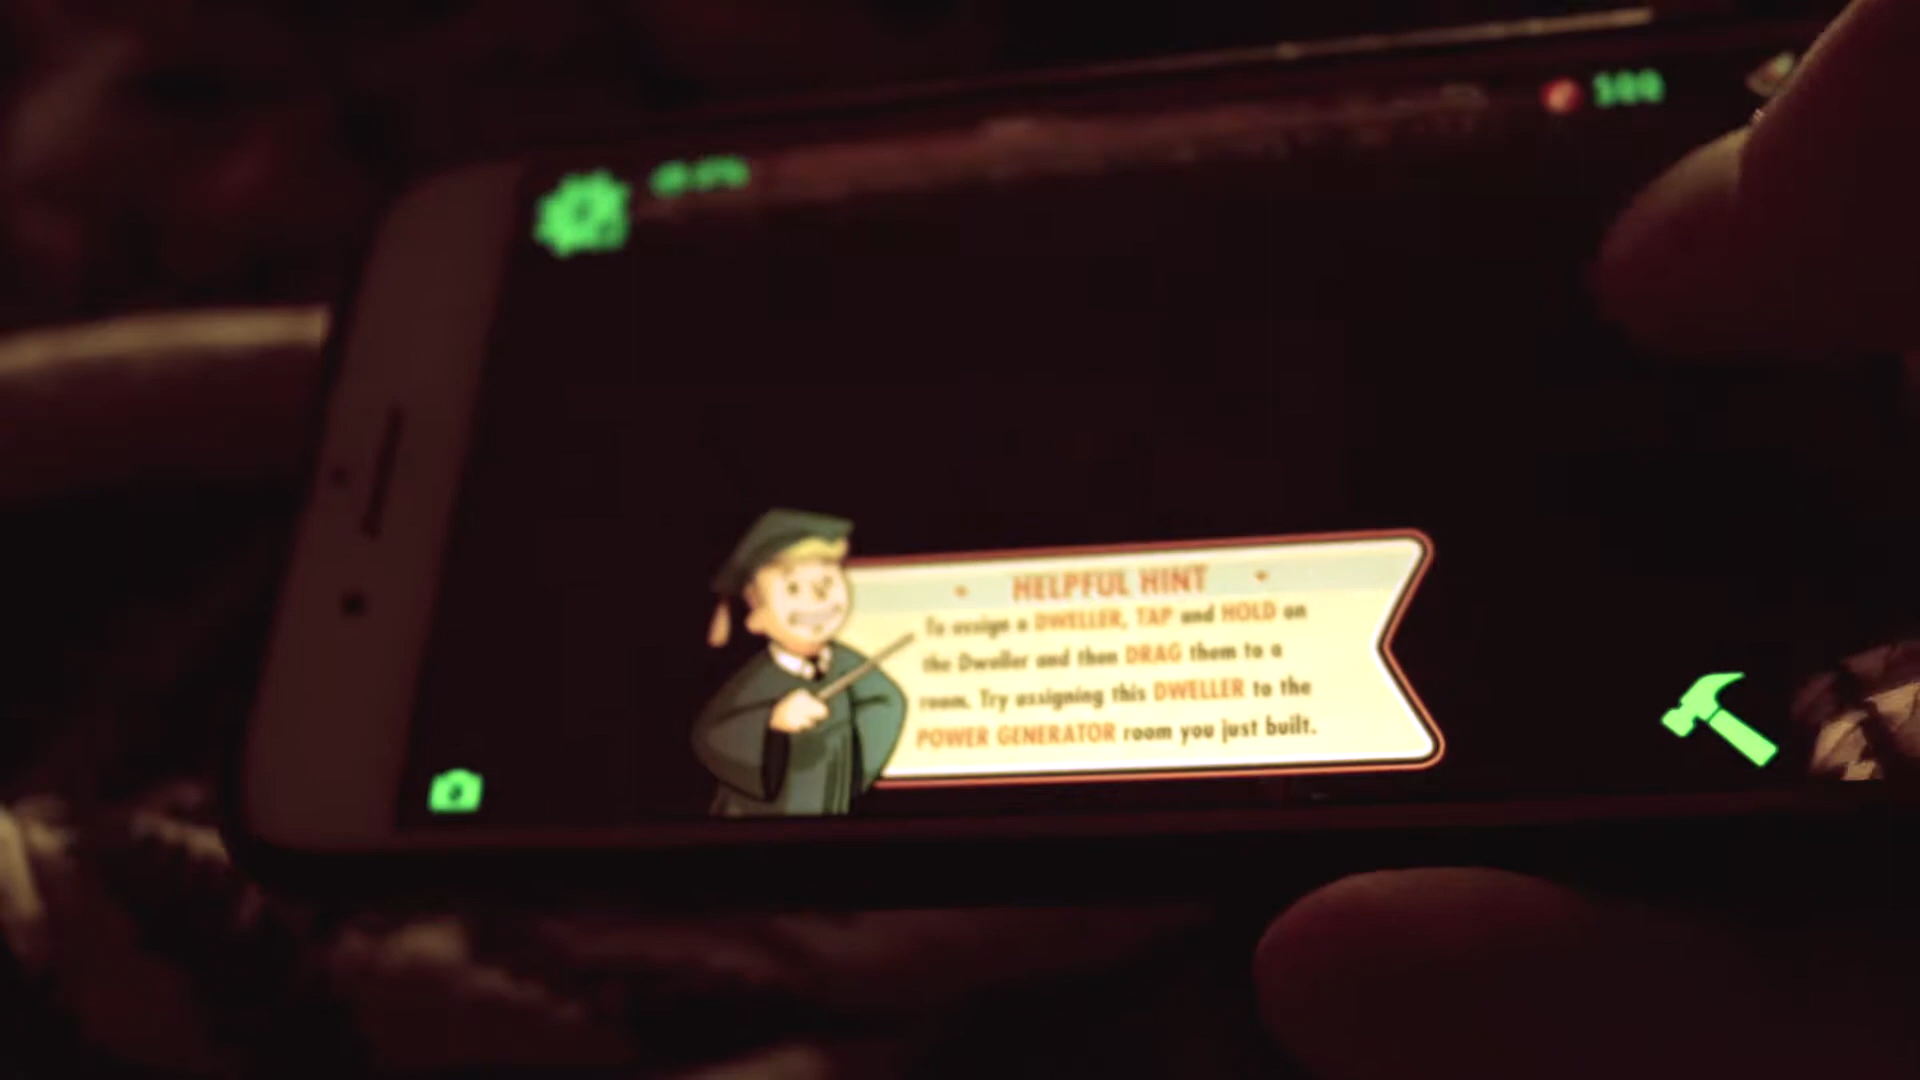 HELPFUL HINT
To assign a DWELLER, TAP and HOLD on
the Dweller and then DRAG them to a
room. Try assigning this DWELLER to the
POWER GENERATOR room you just built.